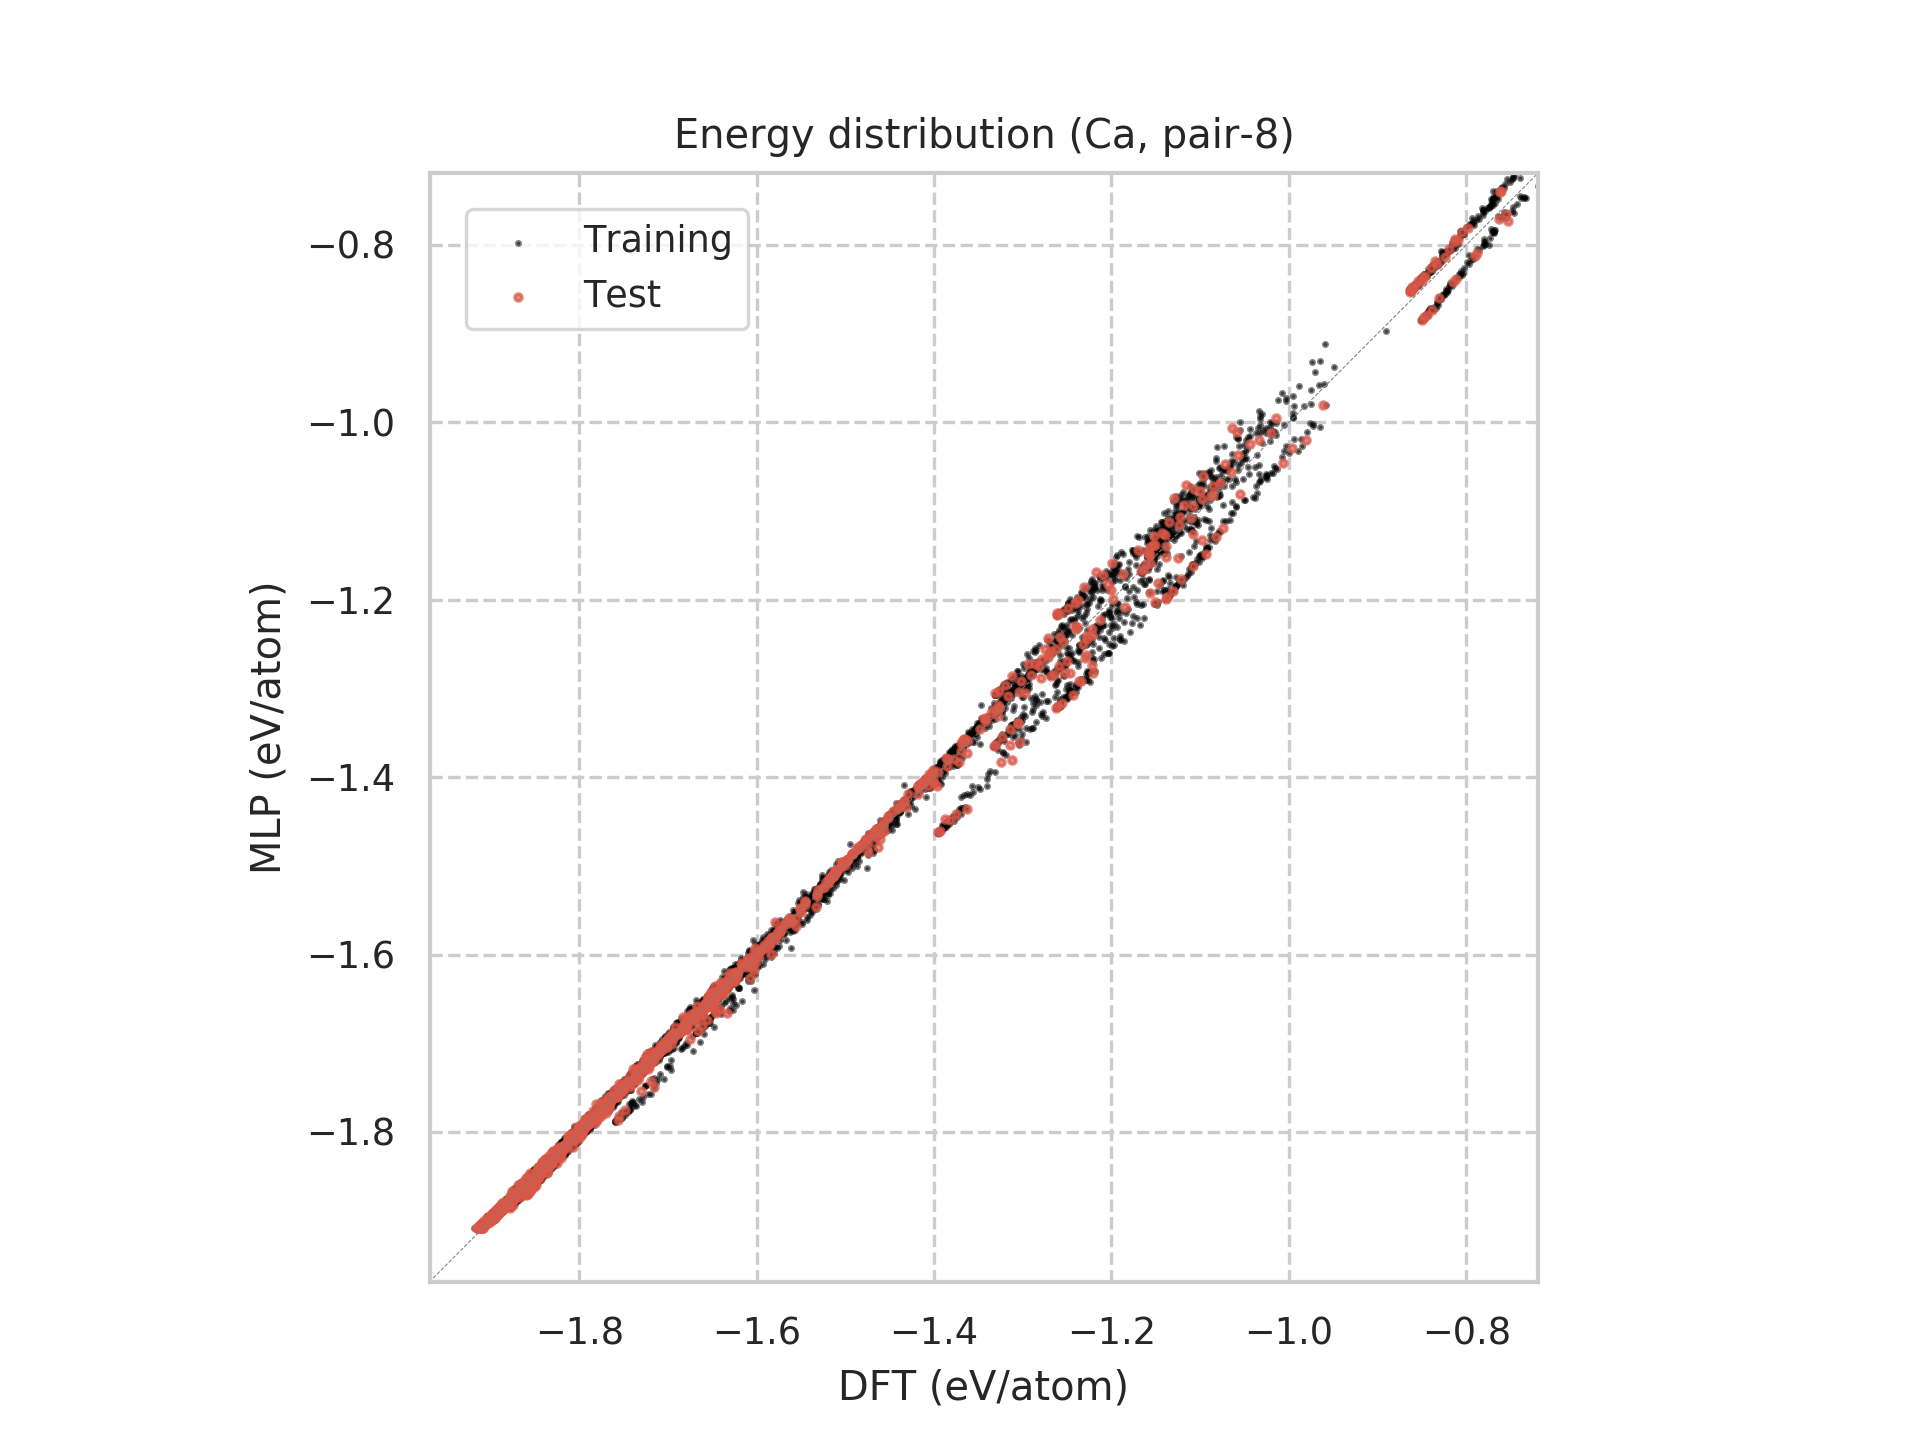 Energy distribution (Ca, pair-8)
Training
Test
MLP (eV/atom)
−0.8
−1.0
−1.2
−1.4
−1.6
−1.8
−1.8 −1.6 −1.4 −1.2 −1.0 −0.8
DFT (eV/atom)